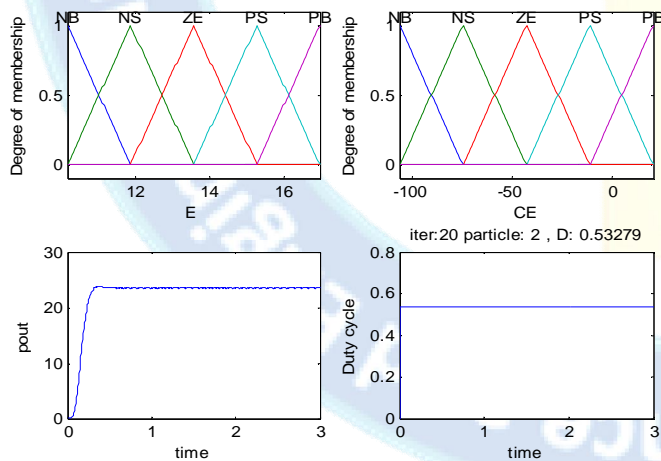 NB NS ZE PS PB
1
0.5
0
Degree of membership
12 14 16
E
NB NS ZE PS PB
1
0.5
0
Degree of membership
-100 -50 0
CE
30
20
10
0
pout
0 1 2 3
time
iter:20 particle: 2 , D: 0.53279
0.8
0.6
0.4
0.2
0
Duty cycle
0 1 2 3
time